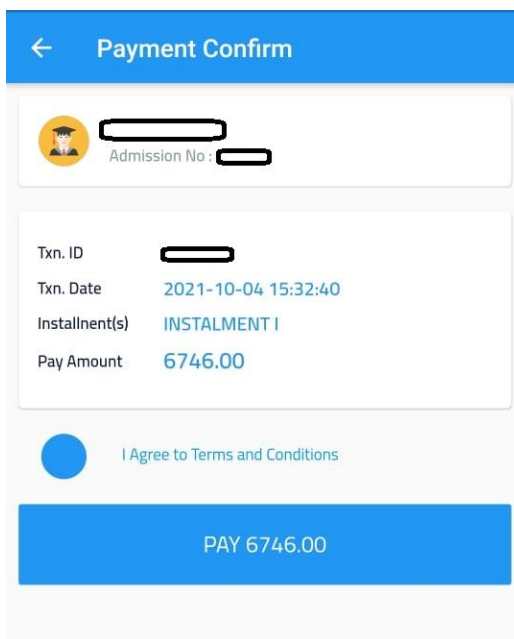 Payment Confirm
Admission No :
Txn. ID
Txn. Date 2021-10-04 15:32:40
Installnent(s) INSTALMENT I
Pay Amount 6746.00
I Agree to Terms and Conditions
PAY 6746.00